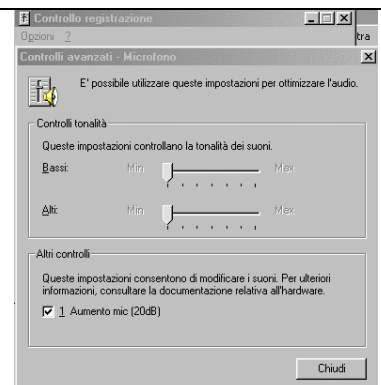 Controllo registrazione
Opzioni ?
tra
Controlli avanzati - Microfono
E' possibile utilizzare queste impostazioni per ottimizzare l'audio.
Controlli tonalità
Queste impostazioni controllano la tonalità dei suoni.
Bassi: Min Max
Alti: Min Max
Altri controlli
Queste impostazioni consentono di modificare i suoni. Per ulteriori
informazioni, consultare la documentazione relativa all'hardware.
1 Aumento mic (20dB)
Chiudi